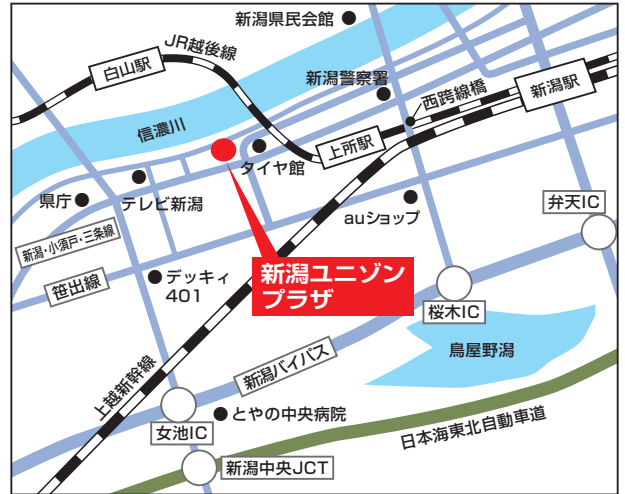 新潟県民会館
JR越後線
白山駅
新潟警察署
西跨線橋
新潟駅
信濃川
上所駅
タイヤ館
県庁
テレビ新潟
auショップ
弁天IC
新潟・小須戸・三条線
笹出線
デッキィ
401
新潟ユニゾン
プラザ
桜木IC
鳥屋野潟
上越新幹線
新潟バイパス
とやの中央病院
女池IC
日本海東北自動車道
新潟中央JCT